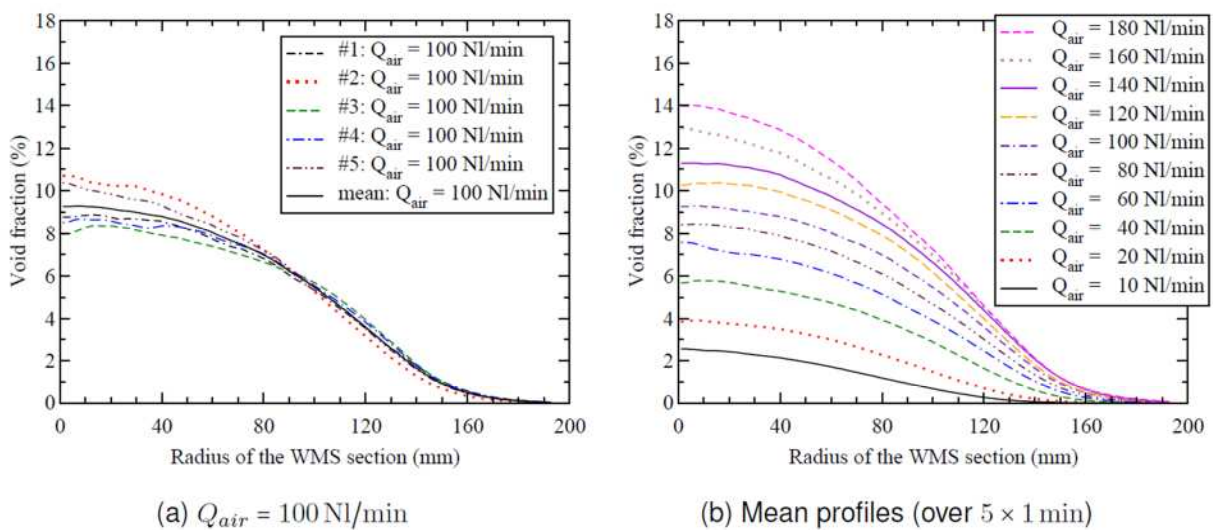 18
16
14
12
10
8
6
4
2
0
Void fraction (%)
#1: Q_air = 100 Nl/min
#2: Q_air = 100 Nl/min
#3: Q_air = 100 Nl/min
#4: Q_air = 100 Nl/min
#5: Q_air = 100 Nl/min
mean: Q_air = 100 Nl/min
0 40 80 120 160 200
Radius of the WMS section (mm)
(a) Q_air = 100 Nl/min
18
16
14
12
10
8
6
4
2
0
Void fraction (%)
Q_air = 180 Nl/min
Q_air = 160 Nl/min
Q_air = 140 Nl/min
Q_air = 120 Nl/min
Q_air = 100 Nl/min
Q_air = 80 Nl/min
Q_air = 60 Nl/min
Q_air = 40 Nl/min
Q_air = 20 Nl/min
Q_air = 10 Nl/min
0 40 80 120 160 200
Radius of the WMS section (mm)
(b) Mean profiles (over 5 × 1 min)